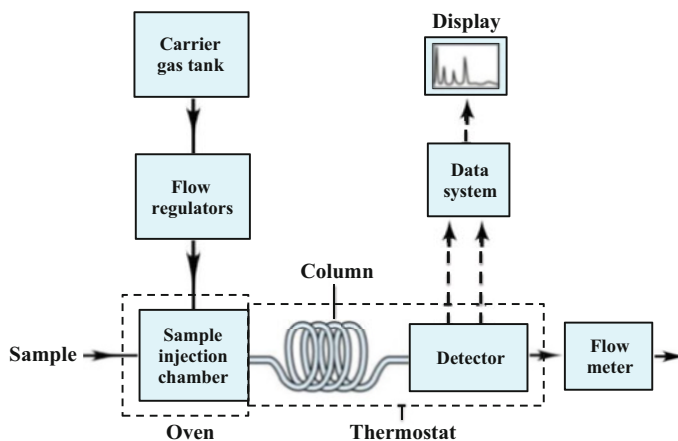 Display
Carrier
gas tank
Data
system
Flow
regulators
Column
Sample
Sample
injection
chamber
Detector
Flow
meter
Oven
Thermostat